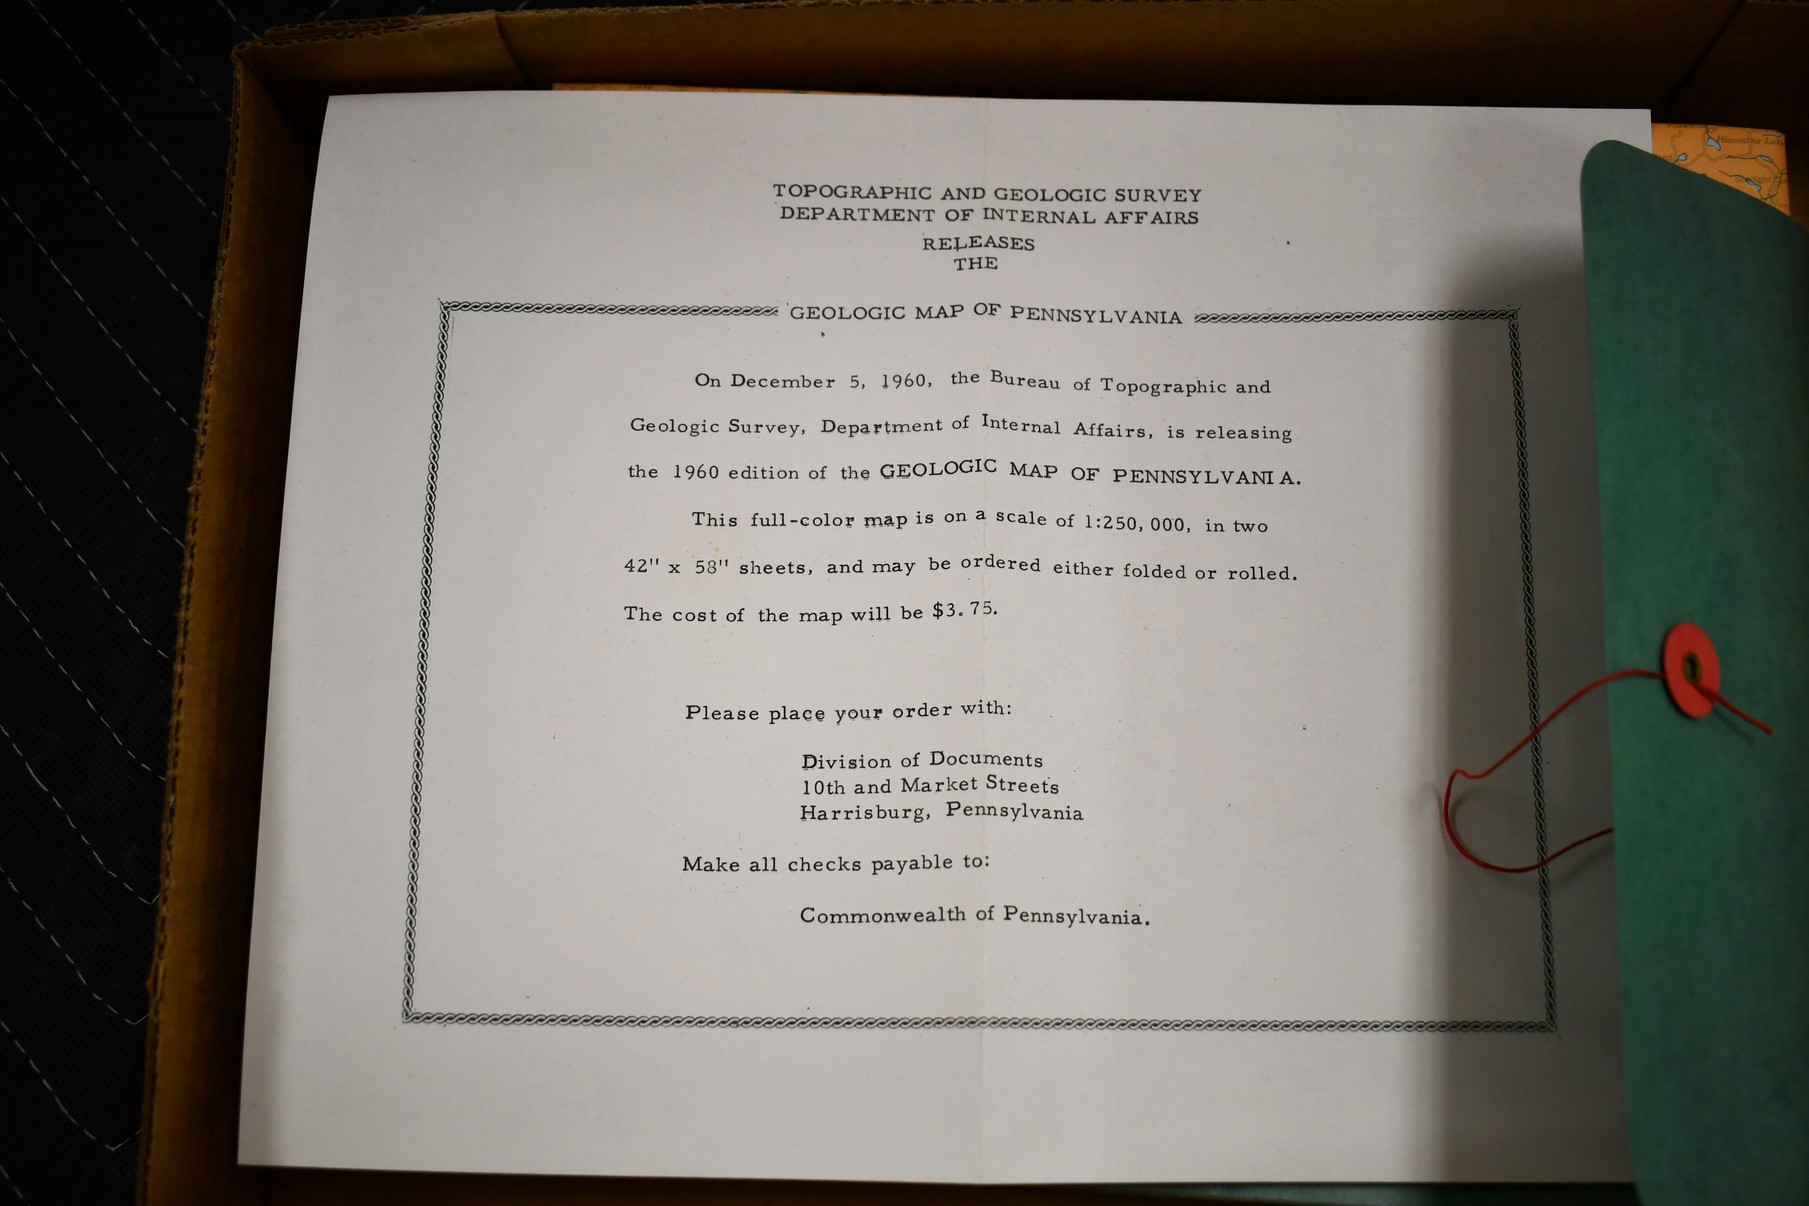 TOPOGRAPHIC AND GEOLOGIC SURVEY
DEPARTMENT OF INTERNAL AFFAIRS
RELEASES
THE
GEOLOGIC MAP OF PENNSYLVANIA
On December 5, 1960, the Bureau of Topographic and
Geologic Survey, Department of Internal Affairs, is releasing
the 1960 edition of the GEOLOGIC MAP OF PENNSYLVANIA.
This full-color map is on a scale of 1:250,000, in two
42" x 58" sheets, and may be ordered either folded or rolled.
The cost of the map will be $3.75.
Please place your order with:
Division of Documents
10th and Market Streets
Harrisburg, Pennsylvania
Make all checks payable to:
Commonwealth of Pennsylvania.
Hiawatha